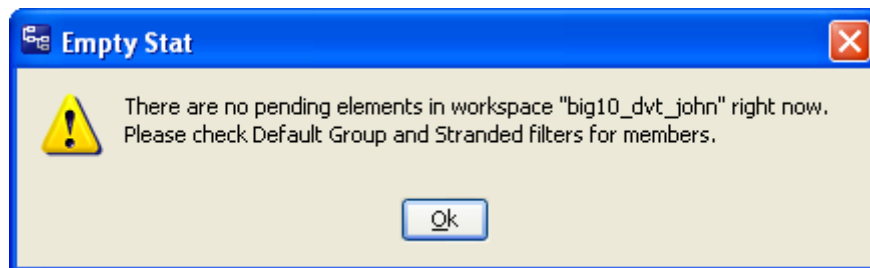 Empty Stat
There are no pending elements in workspace "big10_dvt_john" right now.
Please check Default Group and Stranded filters for members.
Ok